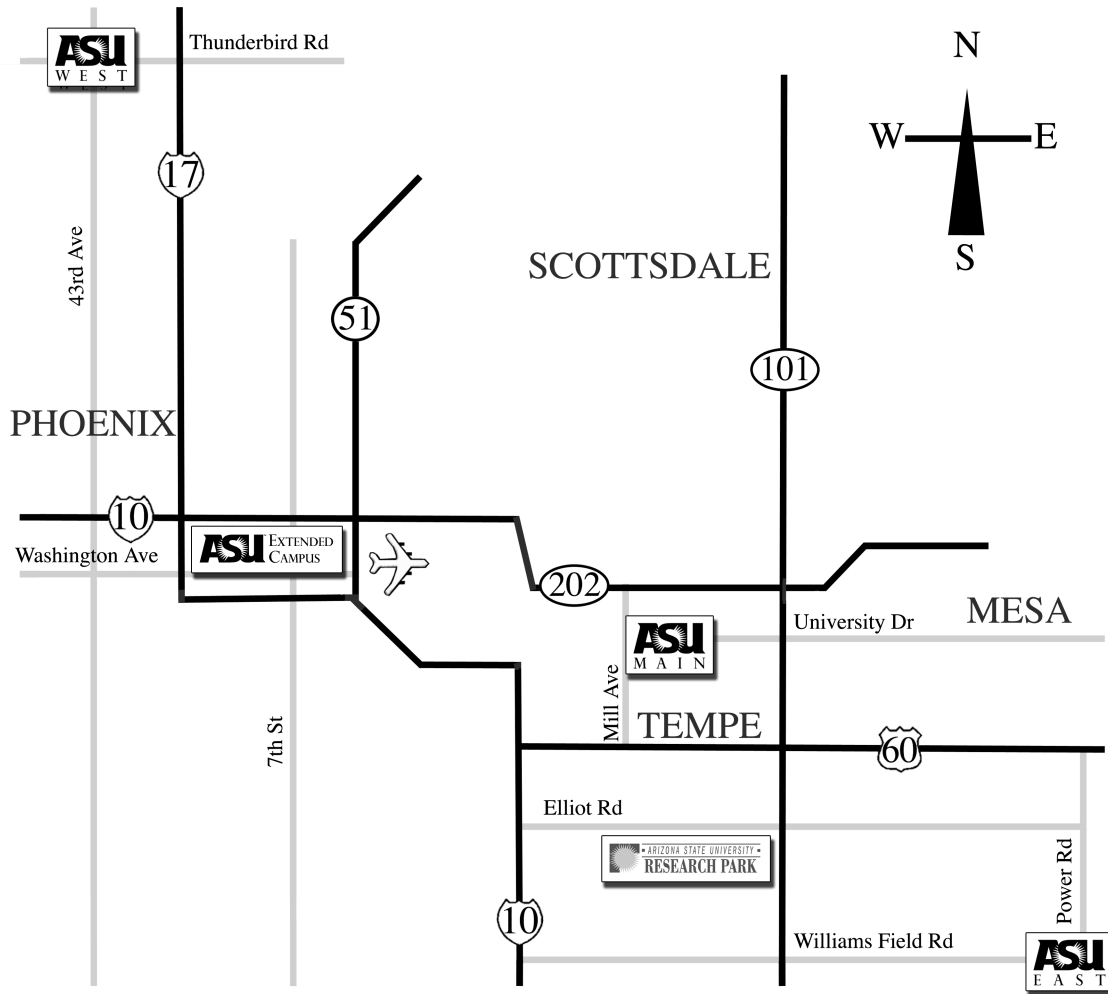 ASU
WEST
Thunderbird Rd
N
W E
S
17
43rd Ave
SCOTTSDALE
51
101
PHOENIX
10
ASU EXTENDED
CAMPUS
Washington Ave
202
University Dr
MESA
ASU
MAIN
Mill Ave
TEMPE
7th St
60
Elliot Rd
ARIZONA STATE UNIVERSITY
RESEARCH PARK
Power Rd
10
Williams Field Rd
ASU
EAST